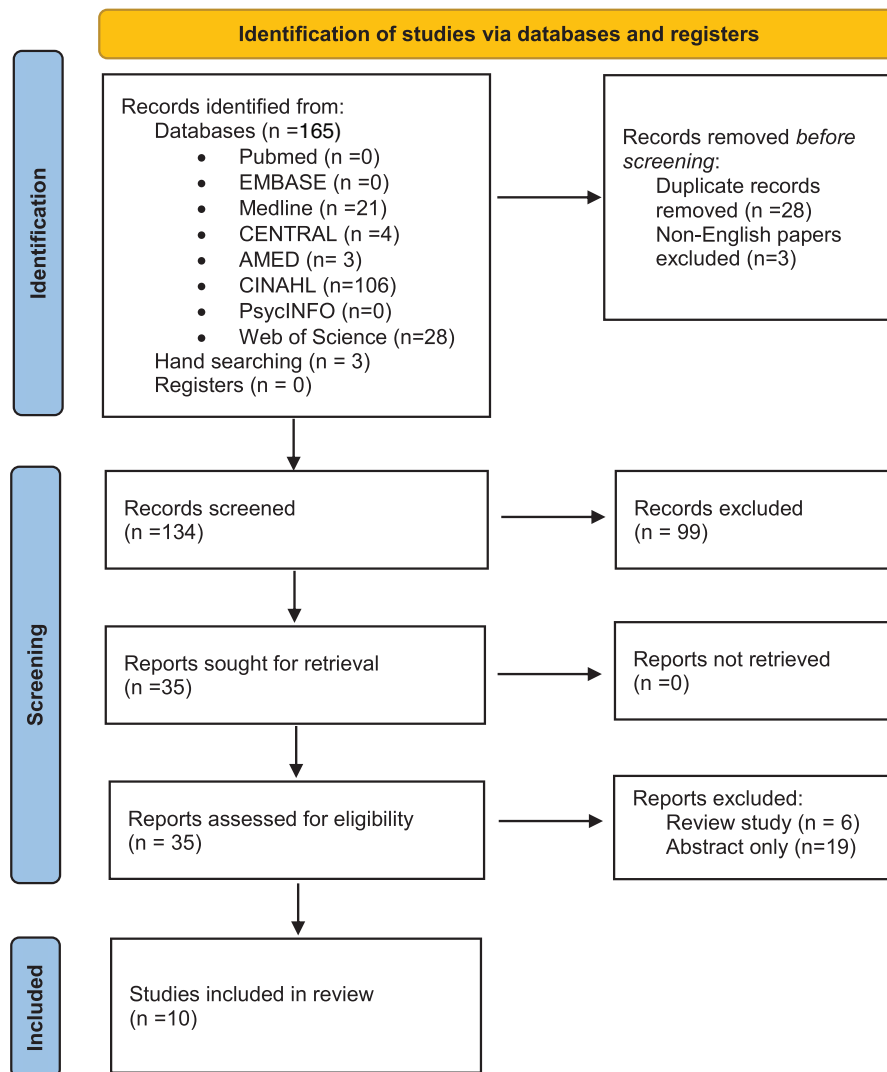 Identification of studies via databases and registers
Identification
Records identified from:
Databases (n =165)
• Pubmed (n =0)
• EMBASE (n =0)
• Medline (n =21)
• CENTRAL (n =4)
• AMED (n= 3)
• CINAHL (n=106)
• PsycINFO (n=0)
• Web of Science (n=28)
Hand searching (n = 3)
Registers (n = 0)
Records removed before
screening:
Duplicate records
removed (n =28)
Non-English papers
excluded (n=3)
Screening
Records screened
(n =134)
Records excluded
(n = 99)
Reports sought for retrieval
(n =35)
Reports not retrieved
(n =0)
Reports assessed for eligibility
(n = 35)
Reports excluded:
Review study (n = 6)
Abstract only (n=19)
Included
Studies included in review
(n =10)